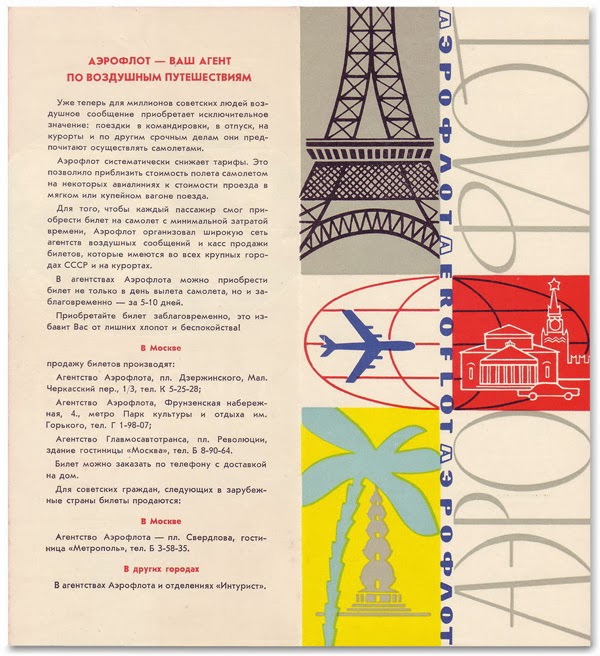 АЭРОФЛОТ — ВАШ АГЕНТ
ПО ВОЗДУШНЫМ ПУТЕШЕСТВИЯМ
Уже теперь для миллионов советских людей воз-
душное сообщение приобретает исключительное
значение: поездки в командировки, в отпуск, на
курорты и по другим срочным делам они пред-
почитают осуществлять самолетами.
Аэрофлот систематически снижает тарифы. Это
позволило приблизить стоимость полета самолетом
на некоторых авиалиниях к стоимости проезда в
мягком или купейном вагоне поезда.
Для того, чтобы каждый пассажир смог при-
обрести билет на самолет с минимальной затратой
времени, Аэрофлот организовал широкую сеть
агентств воздушных сообщений и касс продажи
билетов, которые имеются во всех крупных горо-
дах СССР и на курортах.
В агентствах Аэрофлота можно приобрести
билет не только в день вылета самолета, но и за-
благовременно — за 5-10 дней.
Приобретайте билет заблаговременно, это из-
бавит Вас от лишних хлопот и беспокойства!
В Москве
продажу билетов производят:
Агентство Аэрофлота, пл. Дзержинского, Мал.
Черкасский пер., 1/3, тел. К 5-25-28;
Агентство Аэрофлота, Фрунзенская набереж-
ная, 4., метро Парк культуры и отдыха им.
Горького, тел. Г 1-98-07;
Агентство Главмосавтотранса, пл. Революции,
здание гостиницы «Москва», тел. Б 8-90-64.
Билет можно заказать по телефону с доставкой
на дом.
Для советских граждан, следующих в зарубеж-
ные страны билеты продаются:
В Москве
Агентство Аэрофлота — пл. Свердлова, гости-
ница «Метрополь», тел. Б 3-58-35.
В других городах
В агентствах Аэрофлота и отделениях «Интурист».
АЭРОФЛОТ AEROFLOT АЭРОФЛОТ
АЭРОФЛОТ